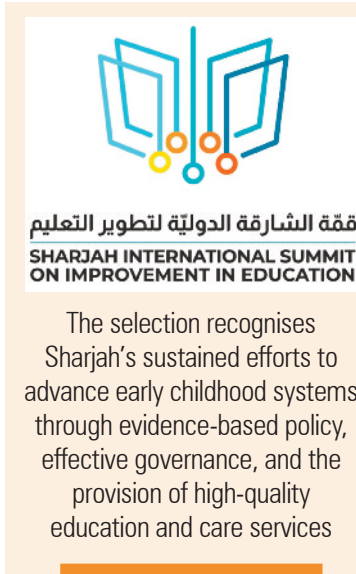 قمّة الشارقة الدوليّة لتطوير التعليم
SHARJAH INTERNATIONAL SUMMIT
ON IMPROVEMENT IN EDUCATION
The selection recognises
Sharjah’s sustained efforts to
advance early childhood systems
through evidence-based policy,
effective governance, and the
provision of high-quality
education and care services